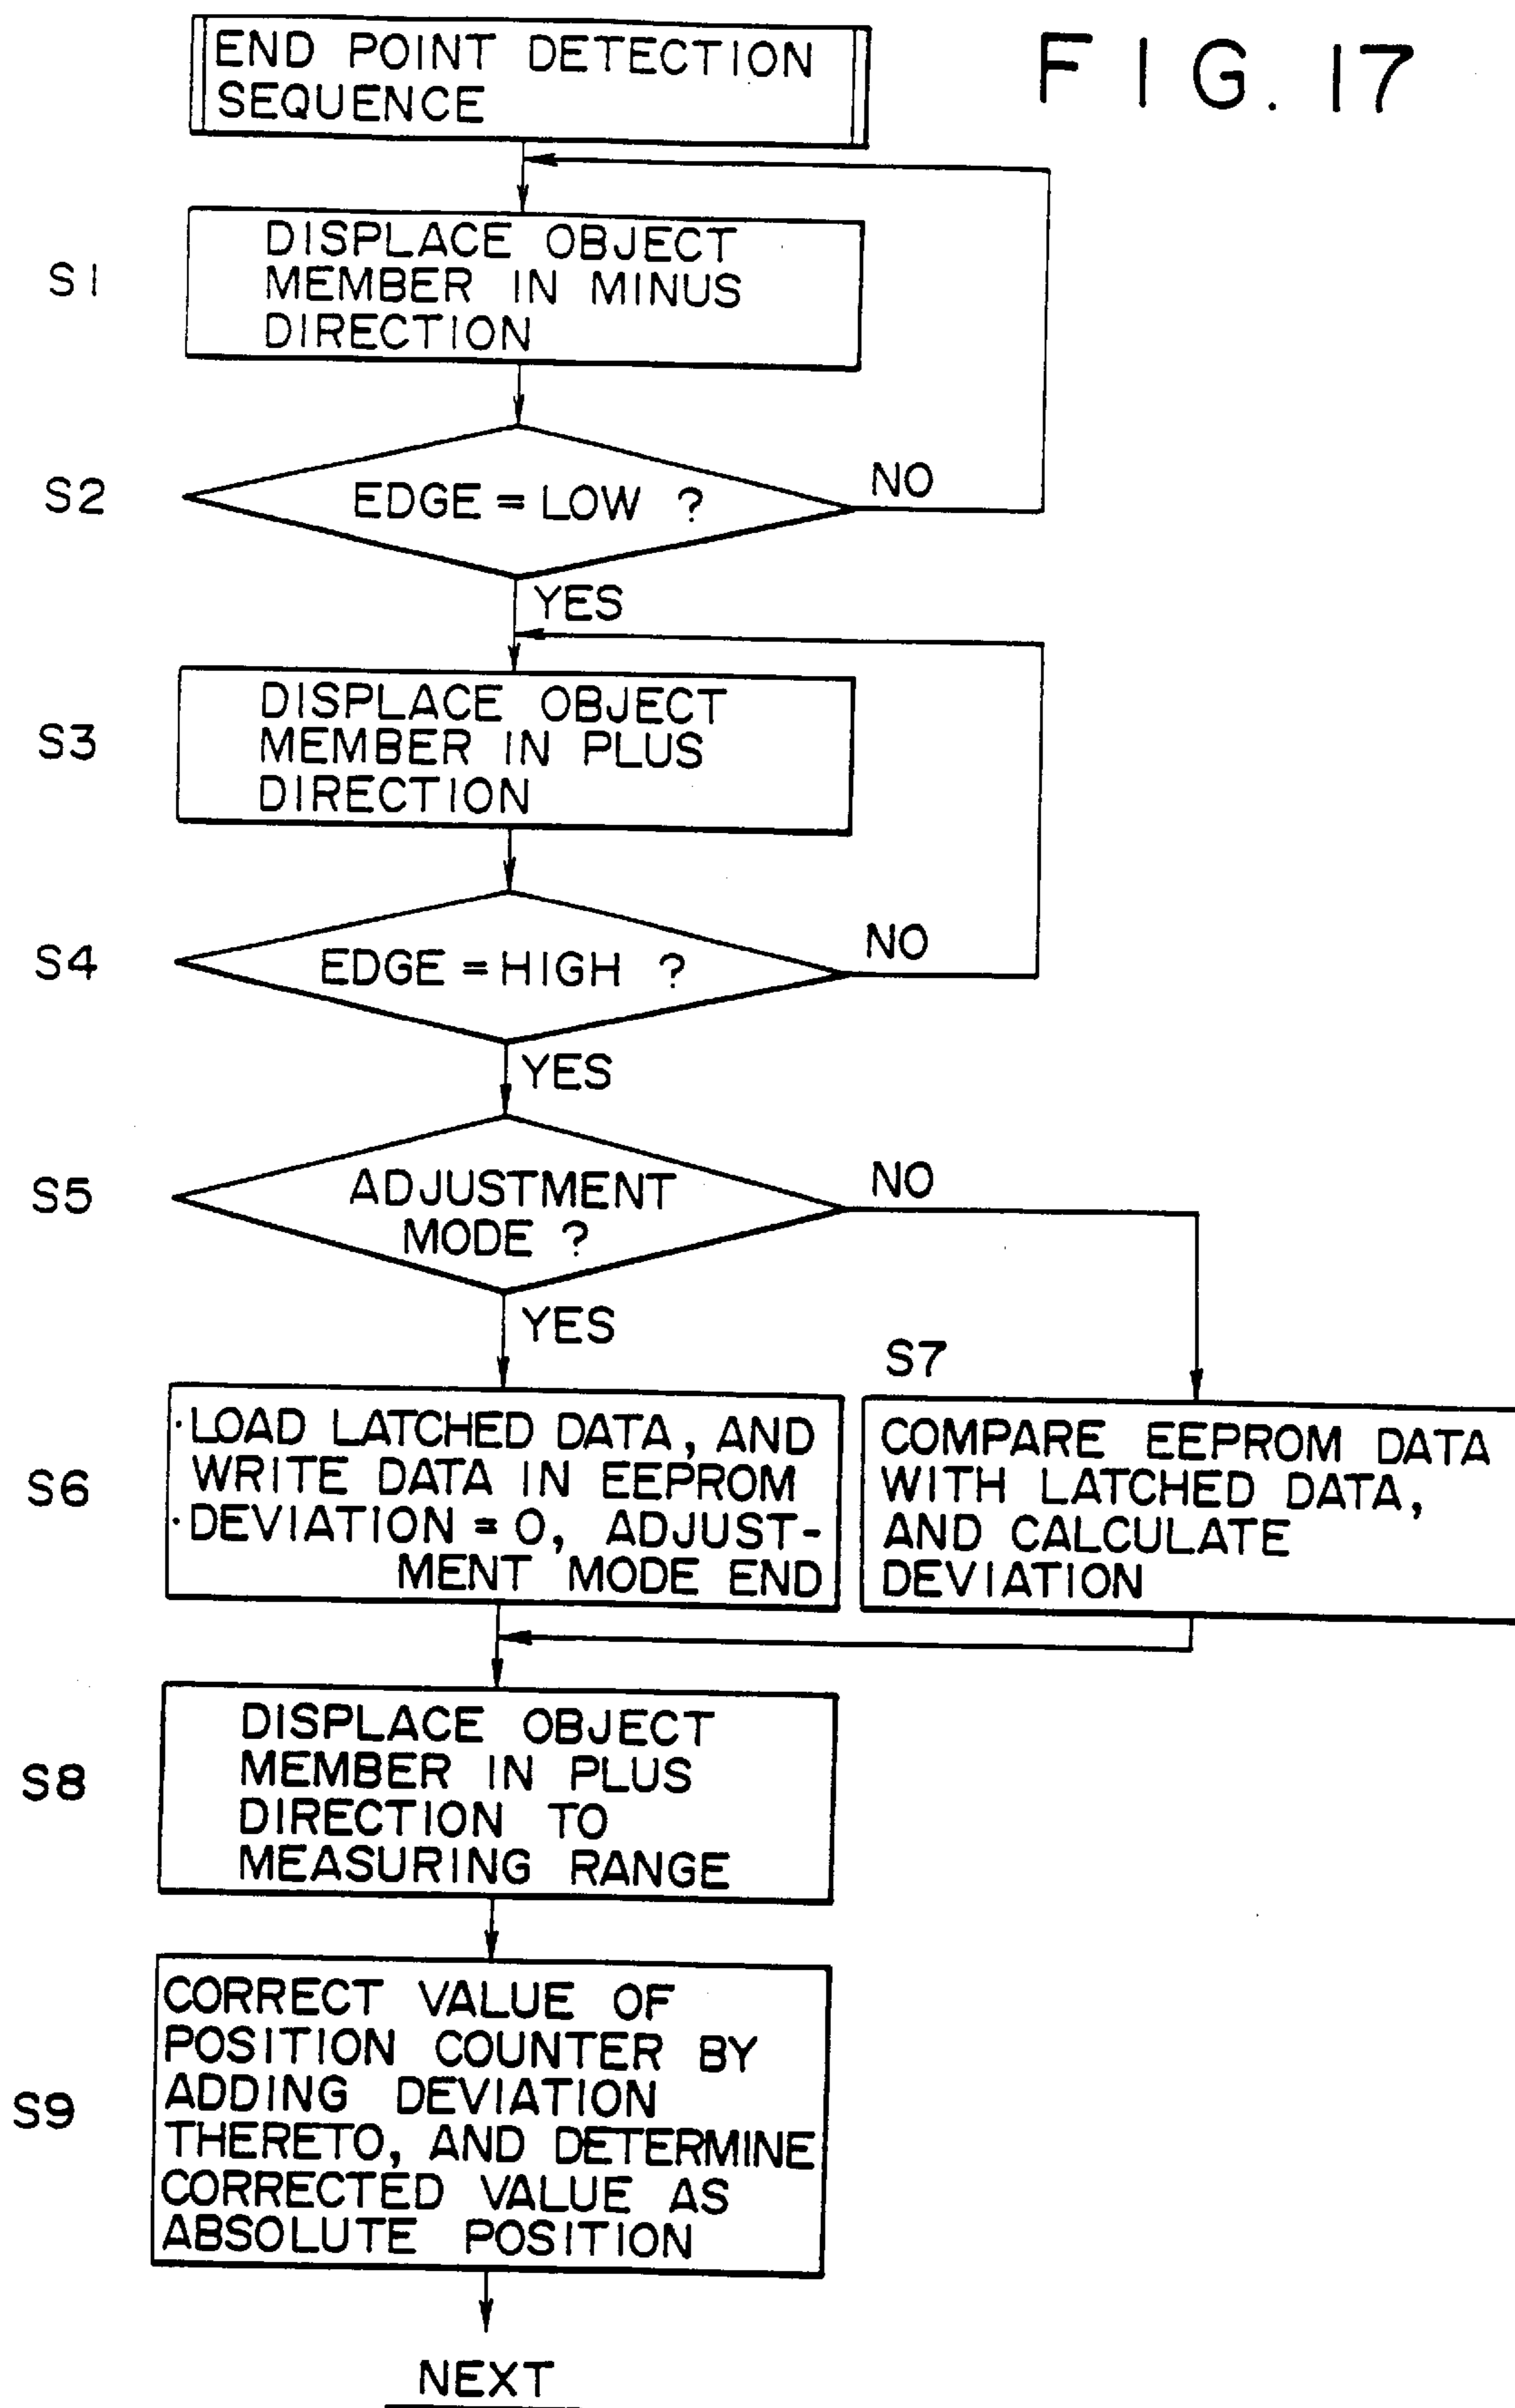 FIG. 17
END POINT DETECTION
SEQUENCE
S1
DISPLACE OBJECT
MEMBER IN MINUS
DIRECTION
S2
EDGE = LOW ?
NO
YES
S3
DISPLACE OBJECT
MEMBER IN PLUS
DIRECTION
S4
EDGE = HIGH ?
NO
YES
S5
ADJUSTMENT
MODE ?
NO
YES
S6
·LOAD LATCHED DATA, AND
WRITE DATA IN EEPROM
·DEVIATION = 0, ADJUST-
MENT MODE END
S7
COMPARE EEPROM DATA
WITH LATCHED DATA,
AND CALCULATE
DEVIATION
S8
DISPLACE OBJECT
MEMBER IN PLUS
DIRECTION TO
MEASURING RANGE
S9
CORRECT VALUE OF
POSITION COUNTER BY
ADDING DEVIATION
THERETO, AND DETERMINE
CORRECTED VALUE AS
ABSOLUTE POSITION
NEXT